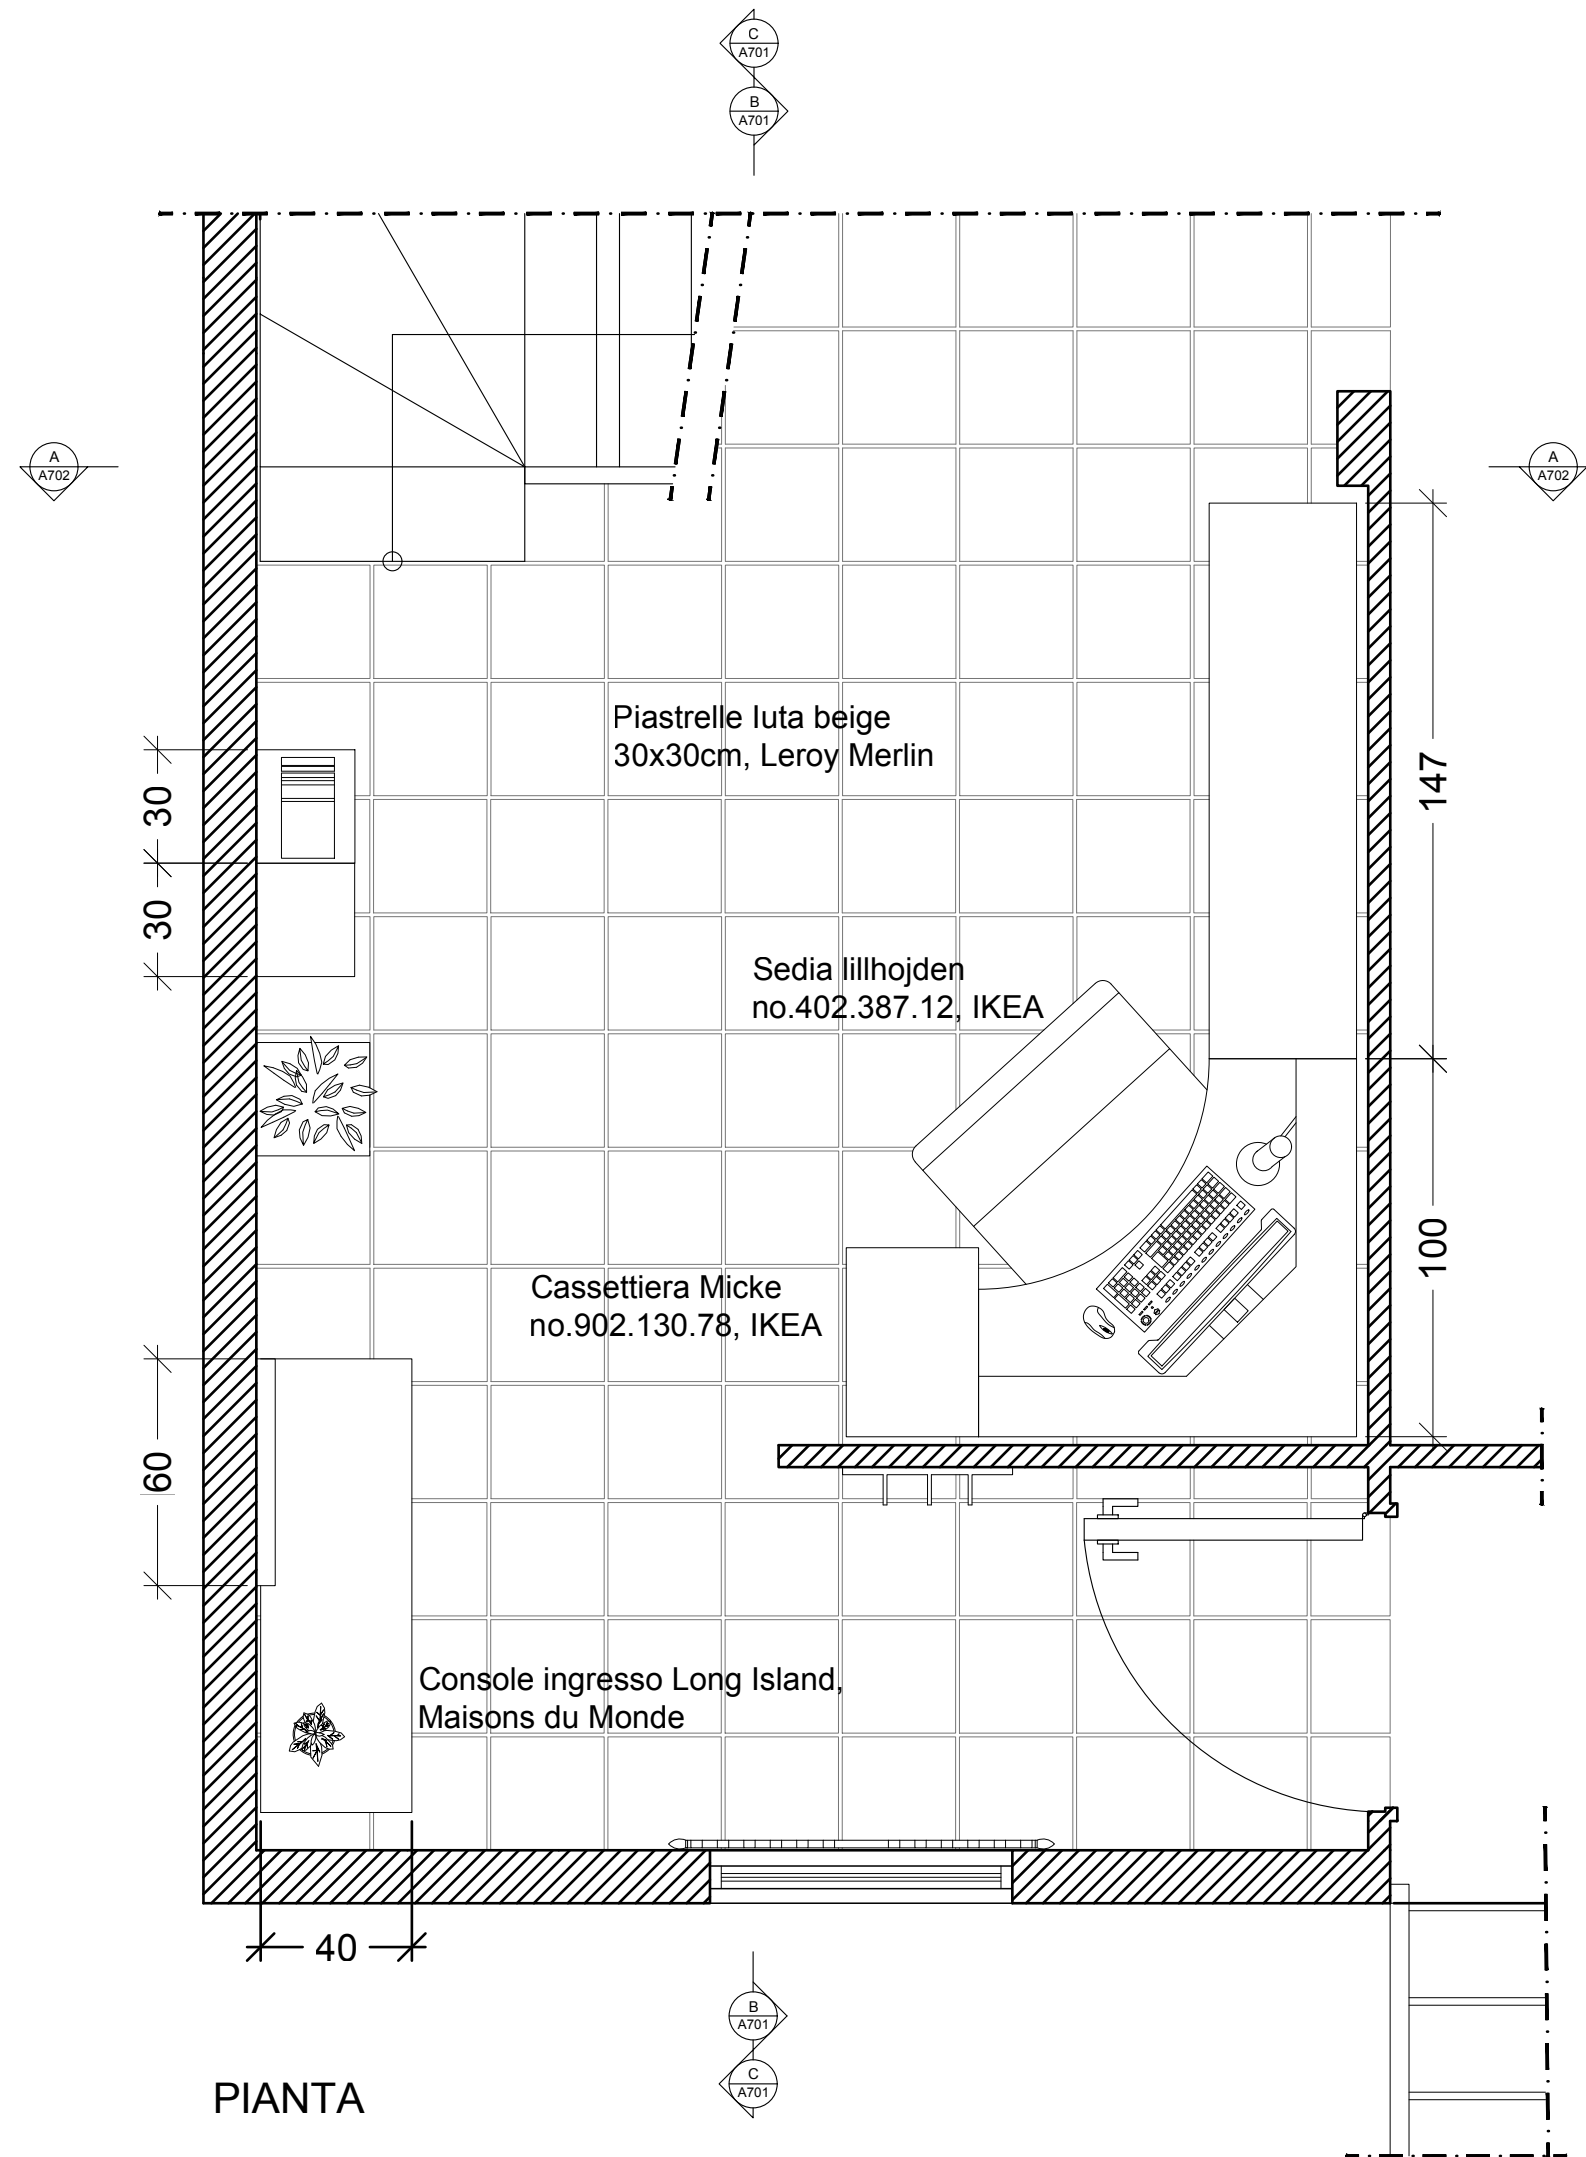 C
A701
B
A701
A
A702
A
A702
Piastrelle Iuta beige
30x30cm, Leroy Merlin
147
30
30
Sedia lillhojden
no.402.387.12, IKEA
100
Cassettiera Micke
no.902.130.78, IKEA
60
Console ingresso Long Island,
Maisons du Monde
40
B
A701
C
A701
PIANTA